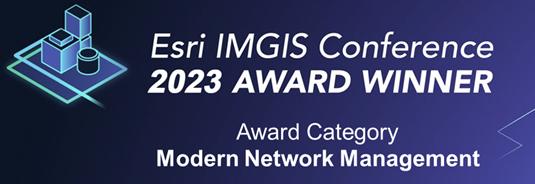 Esri IMGIS Conference
2023 AWARD WINNER
Award Category
Modern Network Management